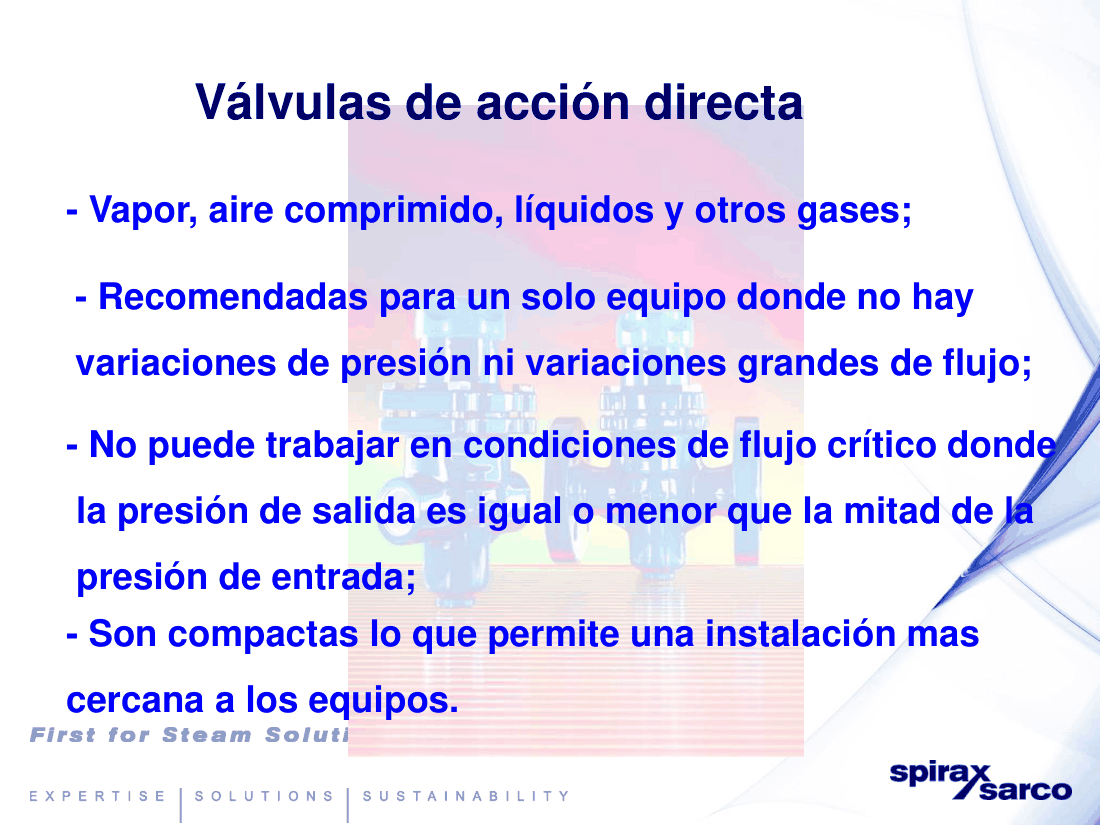 Válvulas de acción directa
- Vapor, aire comprimido, líquidos y otros gases;
- Recomendadas para un solo equipo donde no hay
variaciones de presión ni variaciones grandes de flujo;
- No puede trabajar en condiciones de flujo crítico donde
la presión de salida es igual o menor que la mitad de la
presión de entrada;
- Son compactas lo que permite una instalación mas
cercana a los equipos.
First for Steam Soluti
EXPERTISE | SOLUTIONS | SUSTAINABILITY
spirax
sarco